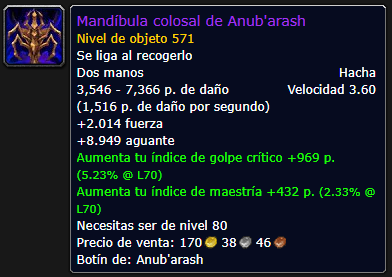 Mandíbula colosal de Anub'arash
Nivel de objeto 571
Se liga al recogerlo
Dos manos Hacha
3,546 - 7,366 p. de daño Velocidad 3.60
(1,516 p. de daño por segundo)
+2.014 fuerza
+8.949 aguante
Aumenta tu índice de golpe crítico +969 p.
(5.23% @ L70)
Aumenta tu índice de maestría +432 p. (2.33% @
L70)
Necesitas ser de nivel 80
Precio de venta: 170 38 46
Botín de: Anub'arash